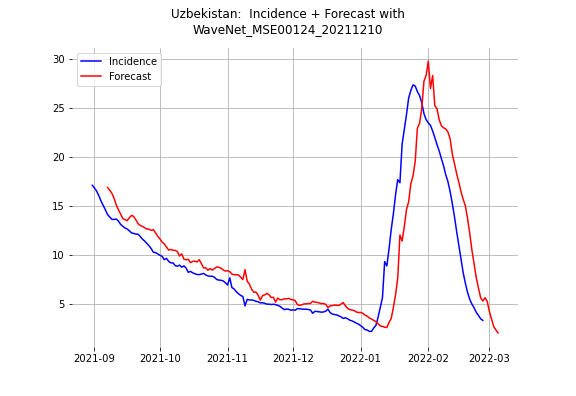 Uzbekistan:  Incidence + Forecast with
WaveNet_MSE00124_20211210
Incidence
Forecast
30
25
20
15
10
5
2021-09 2021-10 2021-11 2021-12 2022-01 2022-02 2022-03